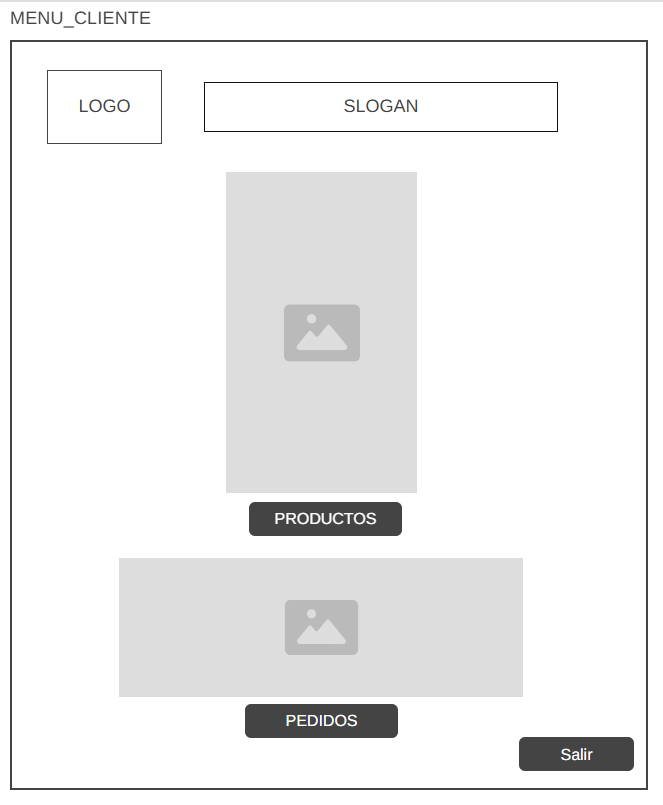 MENU_CLIENTE
LOGO
SLOGAN
PRODUCTOS
PEDIDOS
Salir